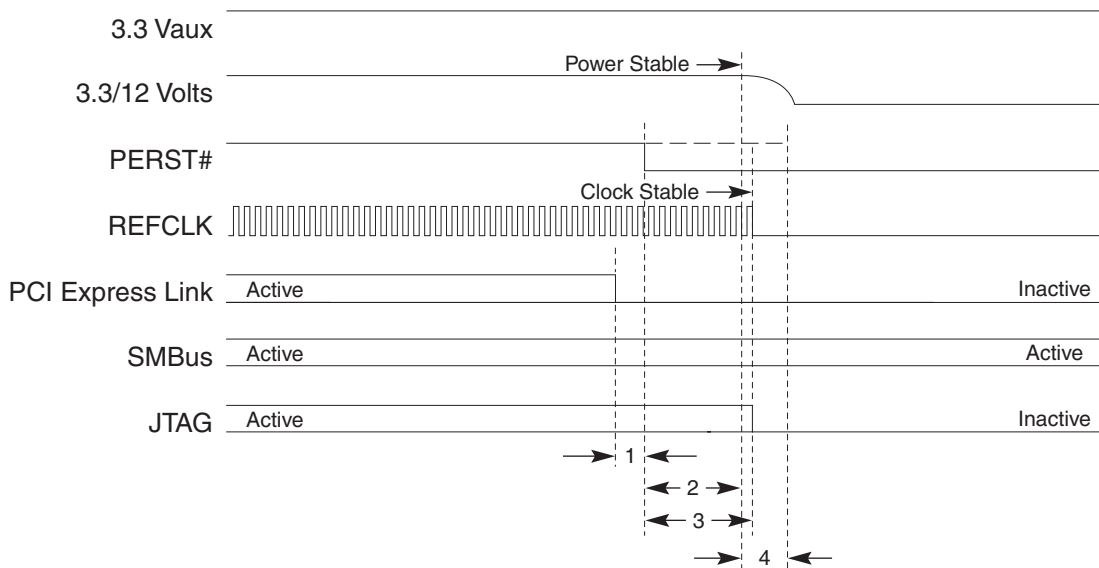 3.3 Vaux
Power Stable
3.3/12 Volts
PERST#
Clock Stable
REFCLK
PCI Express Link
Active
Inactive
SMBus
Active
Active
JTAG
Active
Inactive
1
2
3
4